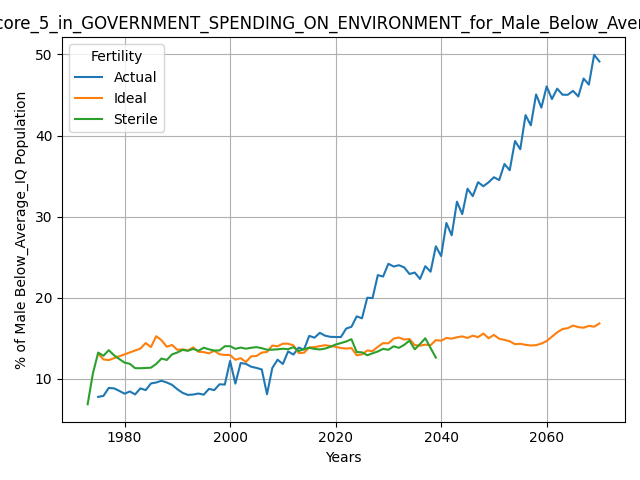 core_5_in_GOVERNMENT_SPENDING_ON_ENVIRONMENT_for_Male_Below_Aver
Fertility
Actual
Ideal
Sterile
% of Male Below_Average_IQ Population
50
40
30
20
10
1980
2000
2020
2040
2060
Years